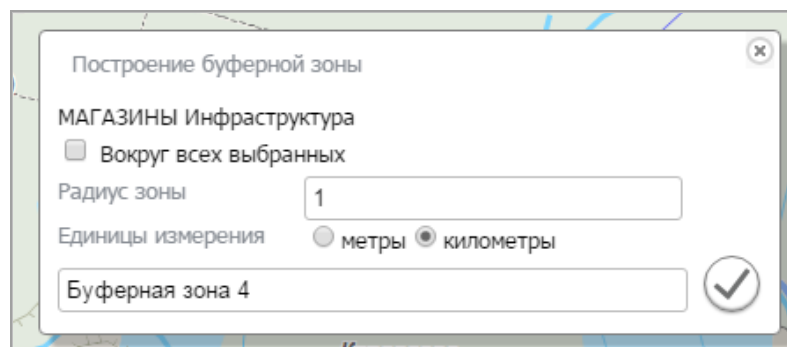 Построение буферной зоны
МАГАЗИНЫ Инфраструктура
Вокруг всех выбранных
Радиус зоны 1
Единицы измерения метры километры
Буферная зона 4